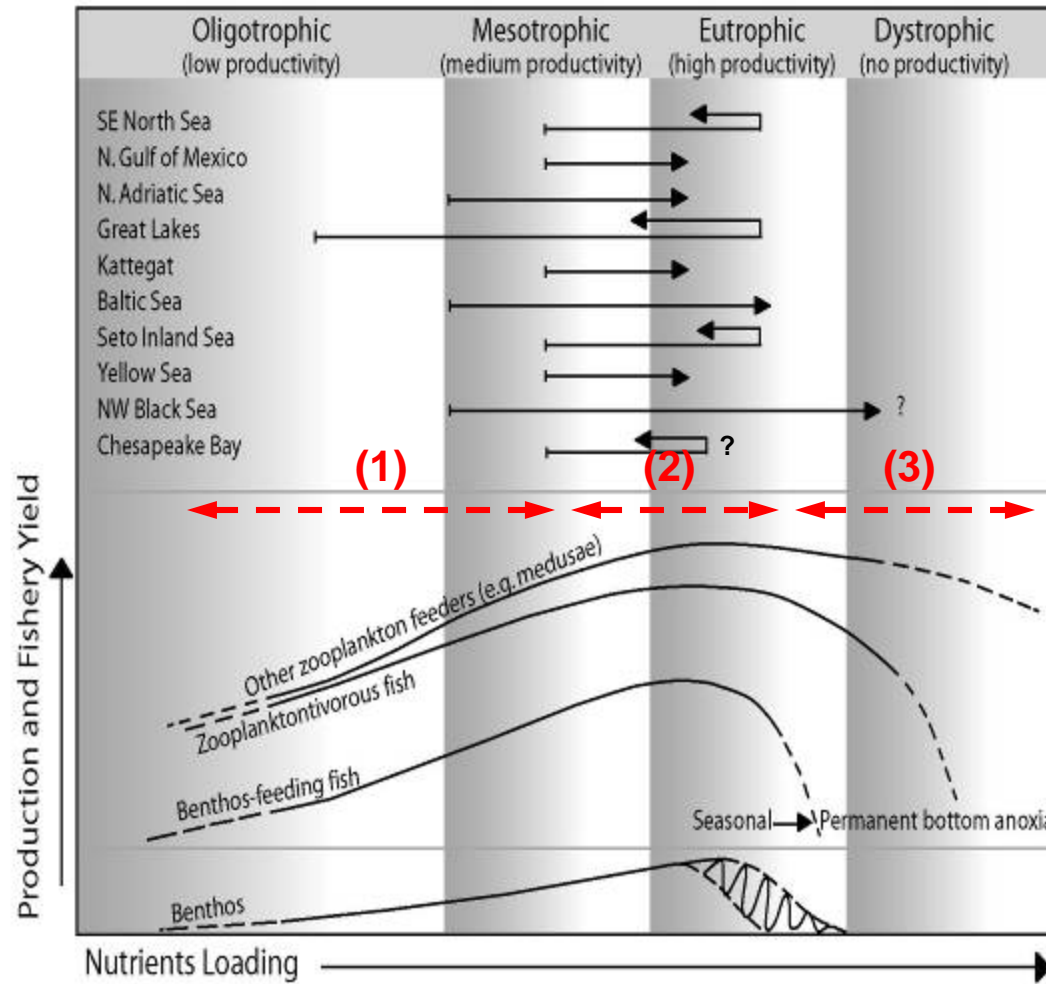 Oligotrophic
(low productivity)
Mesotrophic
(medium productivity)
Eutrophic
(high productivity)
Dystrophic
(no productivity)
SE North Sea
N. Gulf of Mexico
N. Adriatic Sea
Great Lakes
Kattegat
Baltic Sea
Seto Inland Sea
Yellow Sea
NW Black Sea
?
Chesapeake Bay
?
(1)
(2)
(3)
Production and Fishery Yield
Other zooplankton feeders (e.g. medusae)
Zooplanktontivorous fish
Benthos-feeding fish
Seasonal
Permanent bottom anoxia
Benthos
Nutrients Loading